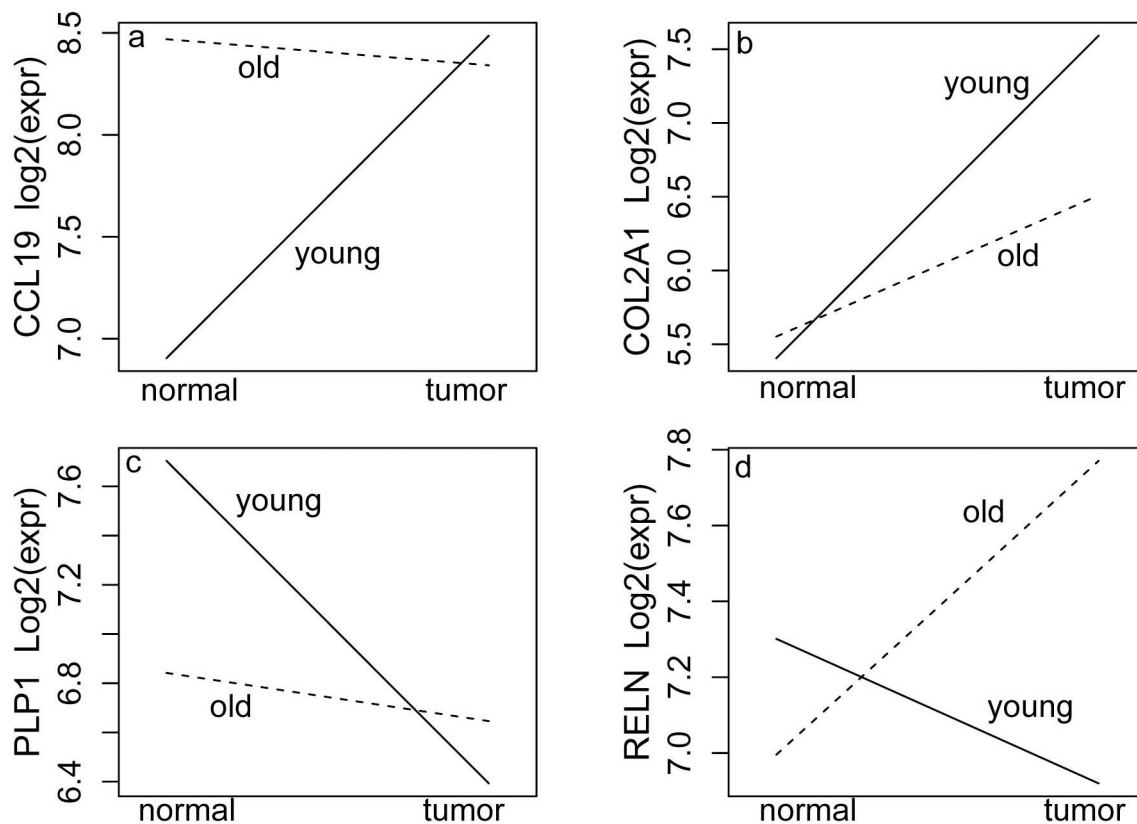 a
CCL19 log2(expr)
8.5
8.0
7.5
7.0
old
young
normal tumor
b
COL2A1 Log2(expr)
7.5
7.0
6.5
6.0
5.5
young
old
normal tumor
c
PLP1 Log2(expr)
7.6
7.2
6.8
6.4
young
old
normal tumor
d
RELN Log2(expr)
7.8
7.6
7.4
7.2
7.0
old
young
normal tumor